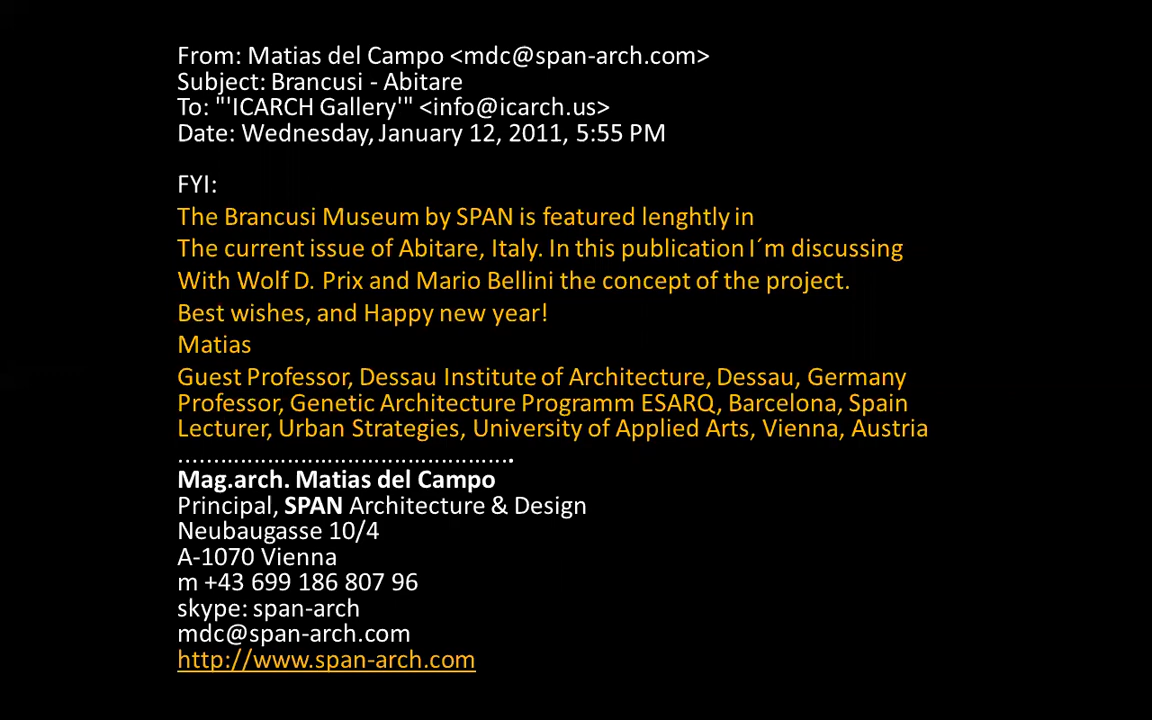 From: Matias del Campo <mdc@span-arch.com>
Subject: Brancusi - Abitare
To: "'ICARCH Gallery'" <info@icarch.us>
Date: Wednesday, January 12, 2011, 5:55 PM
FYI:
The Brancusi Museum by SPAN is featured lenghtly in
The current issue of Abitare, Italy. In this publication I´m discussing
With Wolf D. Prix and Mario Bellini the concept of the project.
Best wishes, and Happy new year!
Matias
Guest Professor, Dessau Institute of Architecture, Dessau, Germany
Professor, Genetic Architecture Programm ESARQ, Barcelona, Spain
Lecturer, Urban Strategies, University of Applied Arts, Vienna, Austria
................................................
Mag.arch. Matias del Campo
Principal, SPAN Architecture & Design
Neubaugasse 10/4
A-1070 Vienna
m +43 699 186 807 96
skype: span-arch
mdc@span-arch.com
http://www.span-arch.com